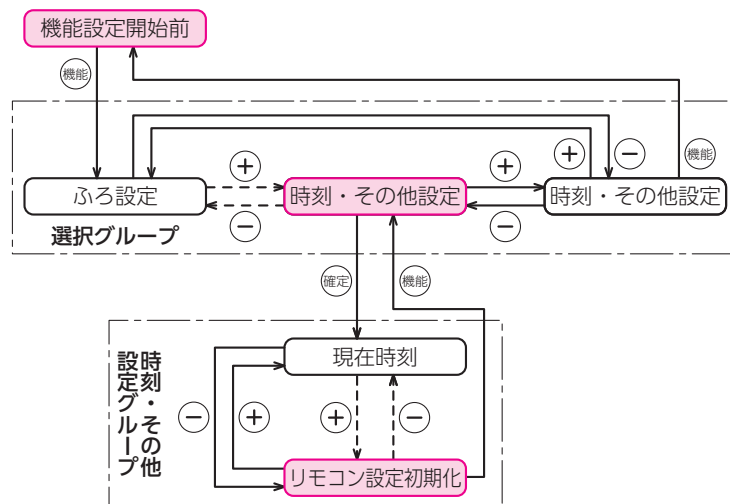 機能設定開始前
機能
+
+
−
機能
ふろ設定
時刻・その他設定
時刻・その他設定
−
−
選択グループ
+
確定
機能
時刻・その他
設定グループ
現在時刻
−
+
+
−
リモコン設定初期化